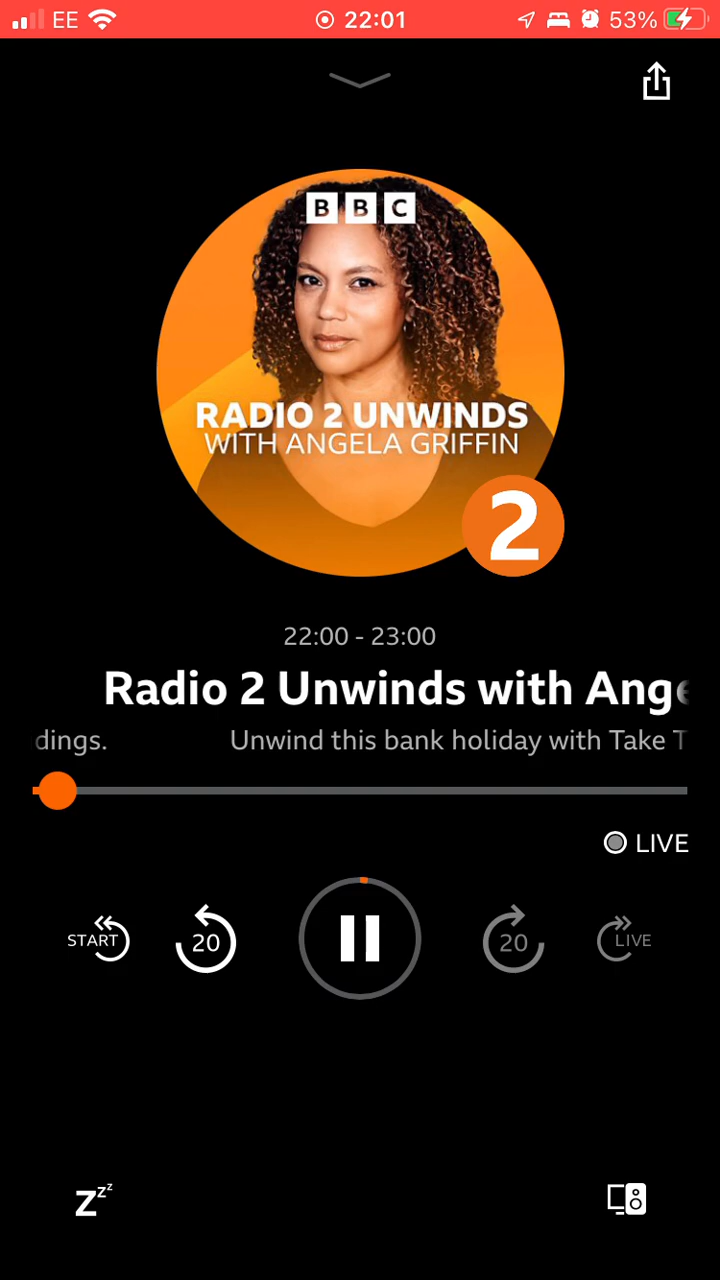 EE 22:01 53%
BBC
RADIO 2 UNWINDS
WITH ANGELA GRIFFIN
2
22:00 - 23:00
Radio 2 Unwinds with Ange
dings. Unwind this bank holiday with Take T
LIVE
START 20 20 LIVE
Zzz